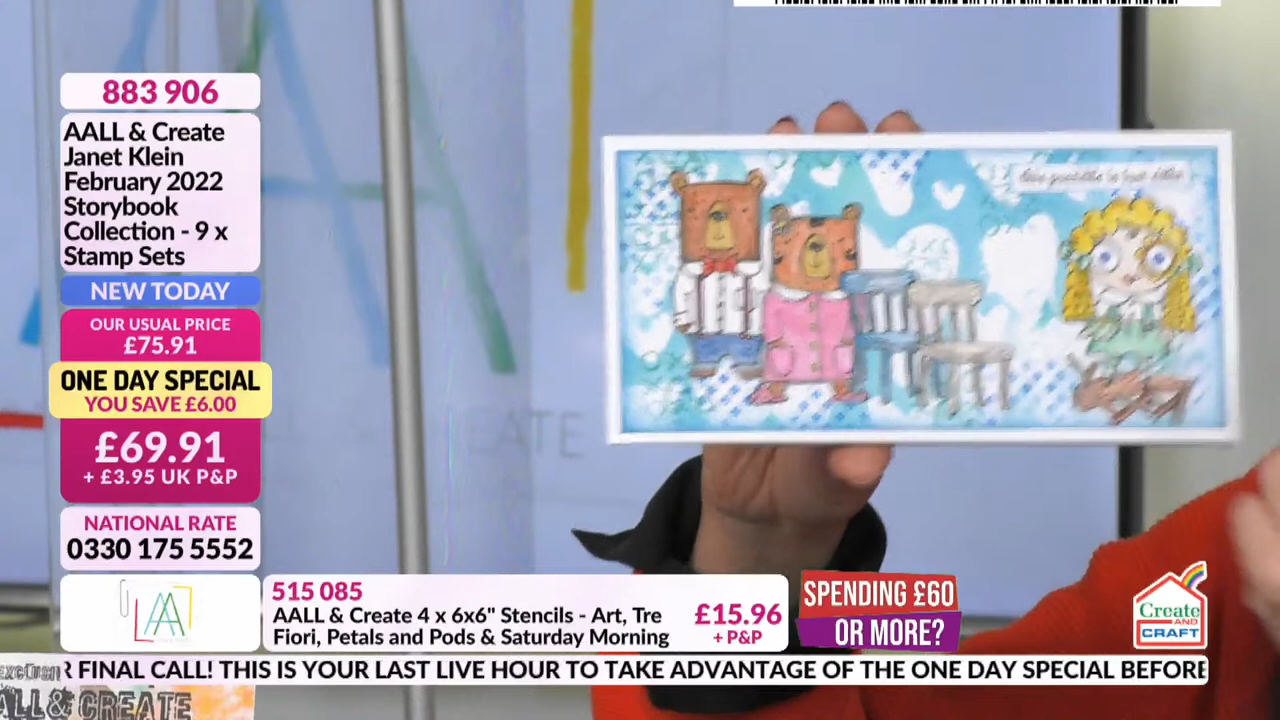 883 906
AALL & Create
Janet Klein
February 2022
Storybook
Collection - 9 x
Stamp Sets
NEW TODAY
OUR USUAL PRICE
£75.91
ONE DAY SPECIAL
YOU SAVE £6.00
£69.91
+ £3.95 UK P&P
NATIONAL RATE
0330 175 5552
515 085
AALL & Create 4 x 6x6" Stencils - Art, Tre
Fiori, Petals and Pods & Saturday Morning
£15.96
+ P&P
SPENDING £60
OR MORE?
Create
AND
CRAFT
R FINAL CALL! THIS IS YOUR LAST LIVE HOUR TO TAKE ADVANTAGE OF THE ONE DAY SPECIAL BEFORE
ALL & CREATE